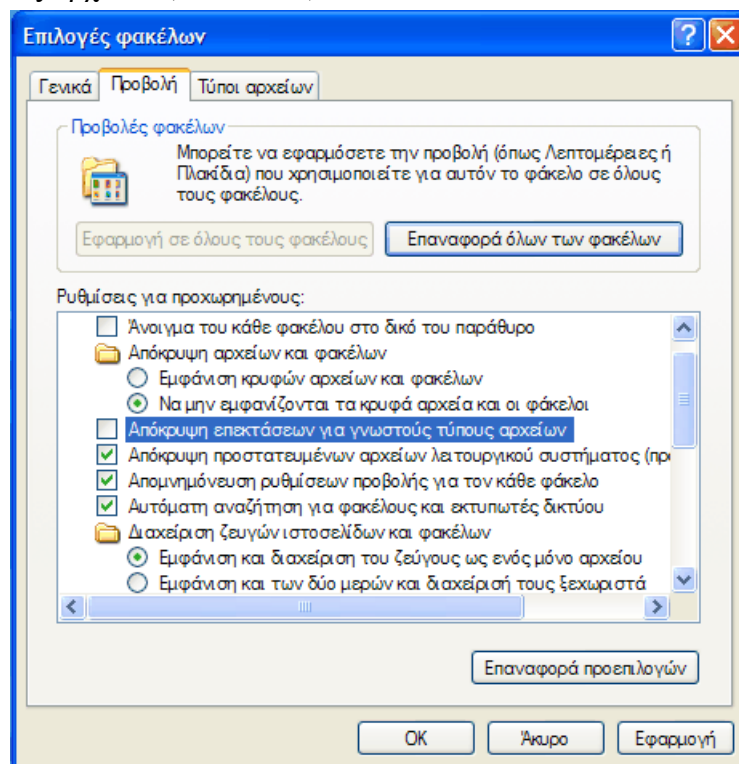 Επιλογές φακέλων
Γενικά Προβολή Τύποι αρχείων
Προβολές φακέλων
Μπορείτε να εφαρμόσετε την προβολή (όπως Λεπτομέρειες ή
Πλακίδια) που χρησιμοποιείτε για αυτόν το φάκελο σε όλους
τους φακέλους.
Εφαρμογή σε όλους τους φακέλους Επαναφορά όλων των φακέλων
Ρυθμίσεις για προχωρημένους:
Άνοιγμα του κάθε φακέλου στο δικό του παράθυρο
Απόκρυψη αρχείων και φακέλων
Εμφάνιση κρυφών αρχείων και φακέλων
Να μην εμφανίζονται τα κρυφά αρχεία και οι φάκελοι
Απόκρυψη επεκτάσεων για γνωστούς τύπους αρχείων
Απόκρυψη προστατευμένων αρχείων λειτουργικού συστήματος (πρ
Απομνημόνευση ρυθμίσεων προβολής για τον κάθε φάκελο
Αυτόματη αναζήτηση για φακέλους και εκτυπωτές δικτύου
Διαχείριση ζευγών ιστοσελίδων και φακέλων
Εμφάνιση και διαχείριση του ζεύγους ως ενός μόνο αρχείου
Εμφάνιση και των δύο μερών και διαχείρισή τους ξεχωριστά
Επαναφορά προεπιλογών
OK Άκυρο Εφαρμογή